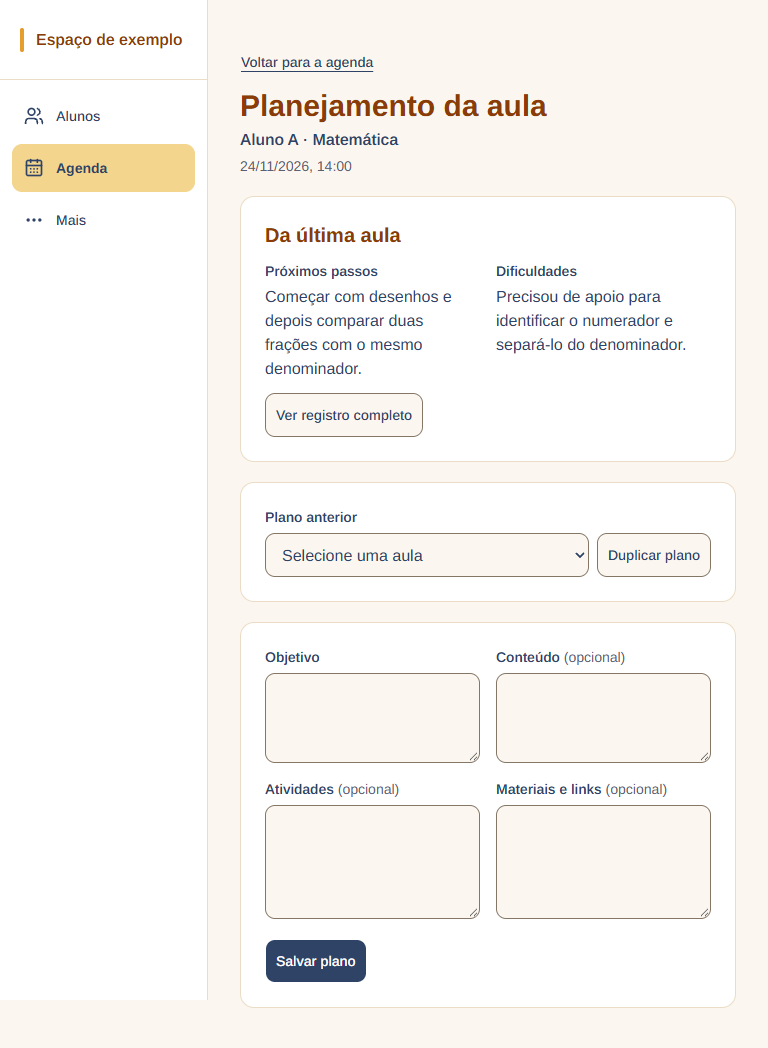 Espaço de exemplo
Alunos
Agenda
Mais
Voltar para a agenda
Planejamento da aula
Aluno A · Matemática
24/11/2026, 14:00
Da última aula
Próximos passos
Começar com desenhos e
depois comparar duas
frações com o mesmo
denominador.
Dificuldades
Precisou de apoio para
identificar o numerador e
separá-lo do denominador.
Ver registro completo
Plano anterior
Selecione uma aula
Duplicar plano
Objetivo
Conteúdo (opcional)
Atividades (opcional)
Materiais e links (opcional)
Salvar plano